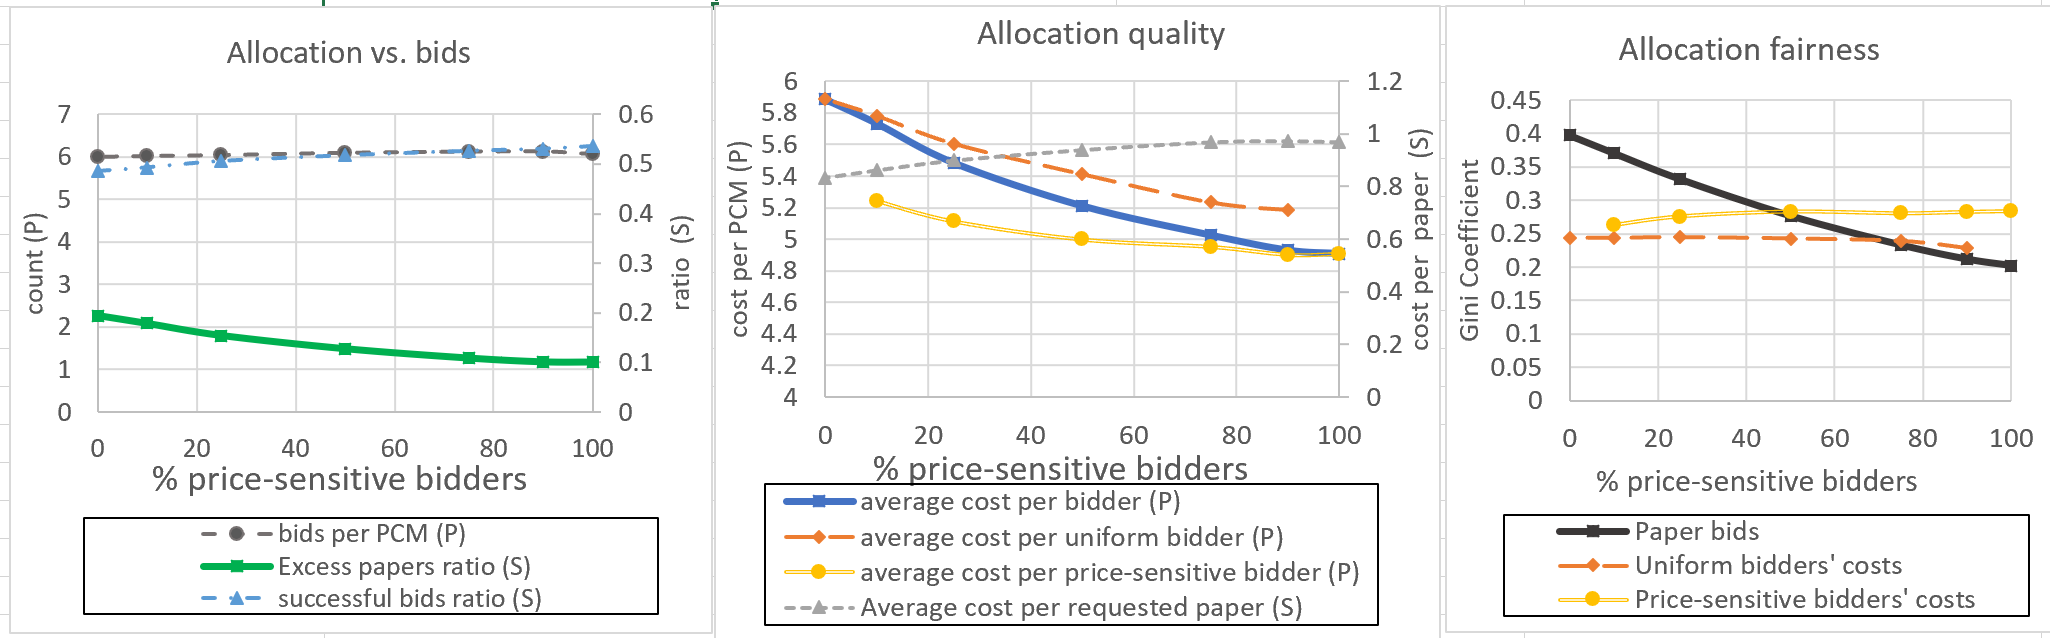 Allocation vs. bids
7
6
5
4
3
2
1
0
count (P)
0.6
0.5
0.4
0.3
0.2
0.1
0
ratio (S)
0 20 40 60 80 100
% price-sensitive bidders
bids per PCM (P)
Excess papers ratio (S)
successful bids ratio (S)
Allocation quality
6
5.8
5.6
5.4
5.2
5
4.8
4.6
4.4
4.2
4
cost per PCM (P)
1.2
1
0.8
0.6
0.4
0.2
0
cost per paper (S)
0 20 40 60 80 100
% price-sensitive bidders
average cost per bidder (P)
average cost per uniform bidder (P)
average cost per price-sensitive bidder (P)
Average cost per requested paper (S)
Allocation fairness
0.45
0.4
0.35
0.3
0.25
0.2
0.15
0.1
0.05
0
Gini Coefficient
0 20 40 60 80 100
% price-sensitive bidders
Paper bids
Uniform bidders' costs
Price-sensitive bidders' costs